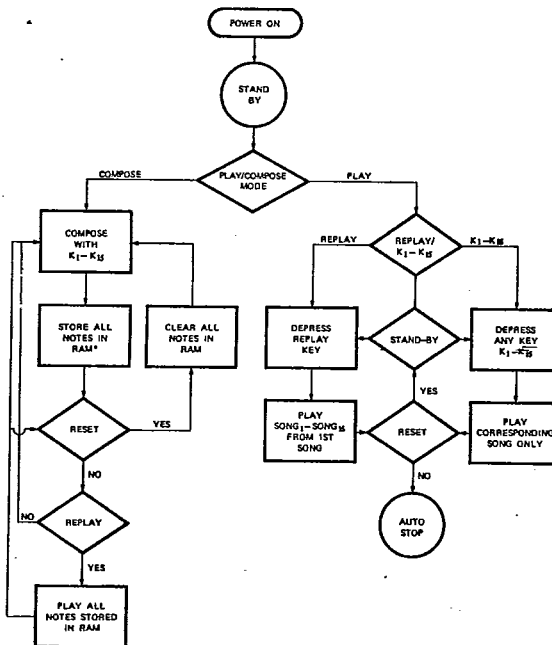 POWER ON
STAND
BY
PLAY/COMPOSE
MODE
COMPOSE
PLAY
COMPOSE
WITH
K₁–K₁₅
STORE ALL
NOTES IN
RAM*
CLEAR ALL
NOTES IN
RAM
RESET
YES
NO
REPLAY
NO
YES
PLAY ALL
NOTES STORED
IN RAM
REPLAY/
K₁–K₁₅
REPLAY
K₁–K₁₅
DEPRESS
REPLAY
KEY
STAND–BY
DEPRESS
ANY KEY
K₁–K₁₅
YES
PLAY
SONG₁–SONG₁₅
FROM 1ST
SONG
RESET
PLAY
CORRESPONDING
SONG ONLY
NO
AUTO
STOP